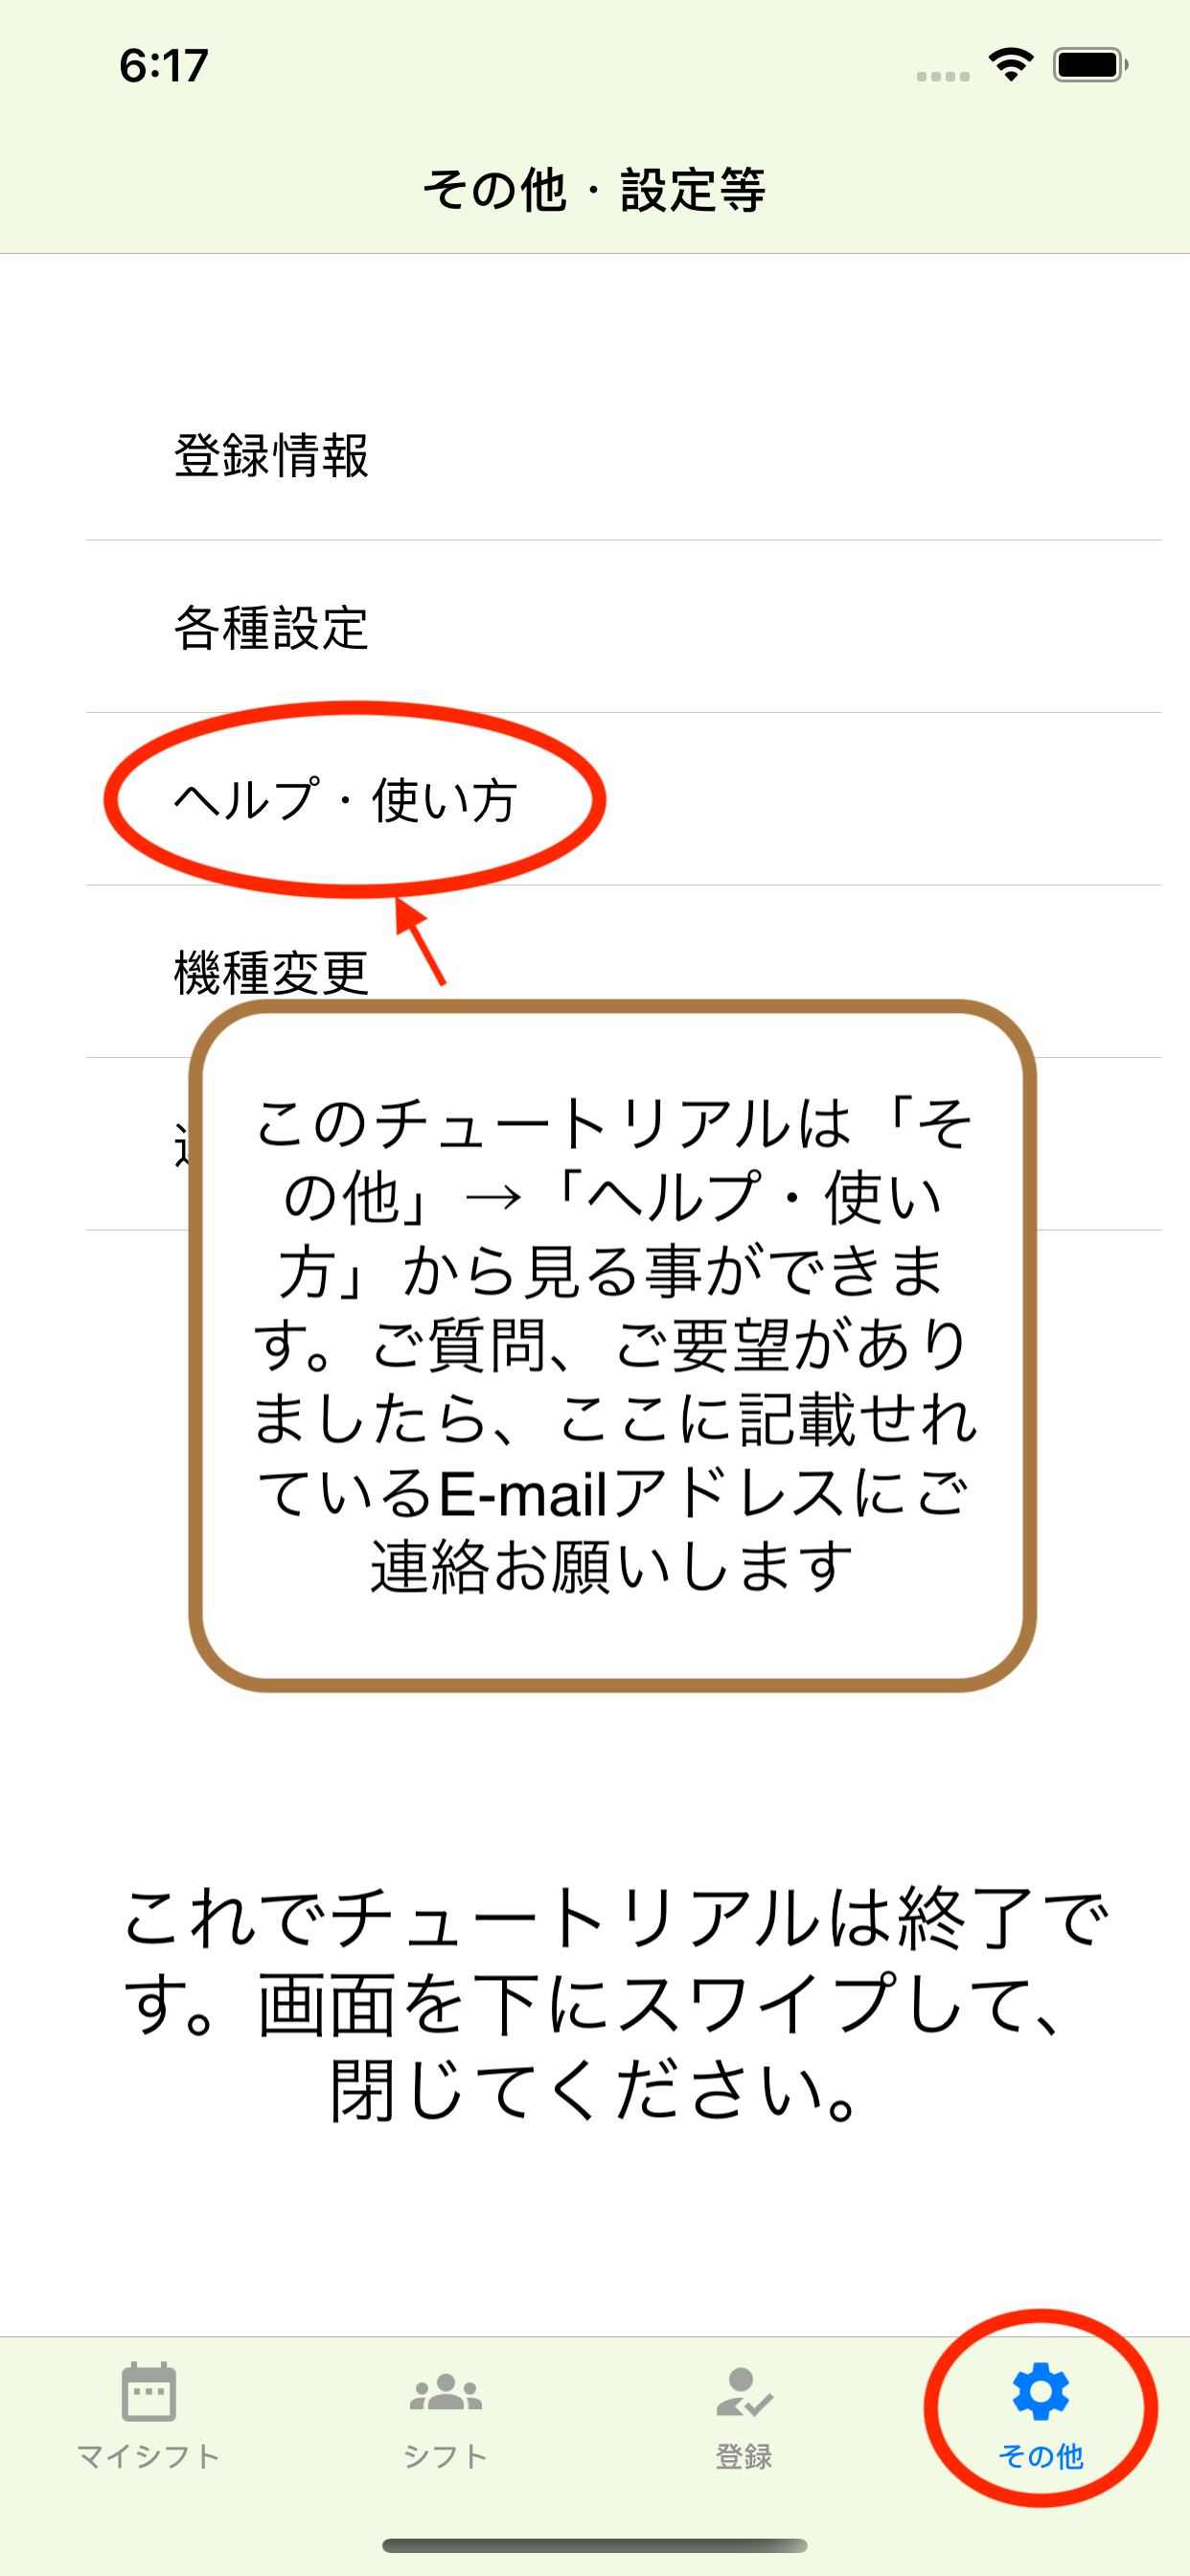 6:17
その他・設定等
登録情報
各種設定
ヘルプ・使い方
機種変更
このチュートリアルは「そ
の他」→「ヘルプ・使い
方」から見る事ができま
す。ご質問、ご要望があり
ましたら、ここに記載せれ
ているE-mailアドレスにご
連絡お願いします
これでチュートリアルは終了で
す。画面を下にスワイプして、
閉じてください。
マイシフト
シフト
登録
その他